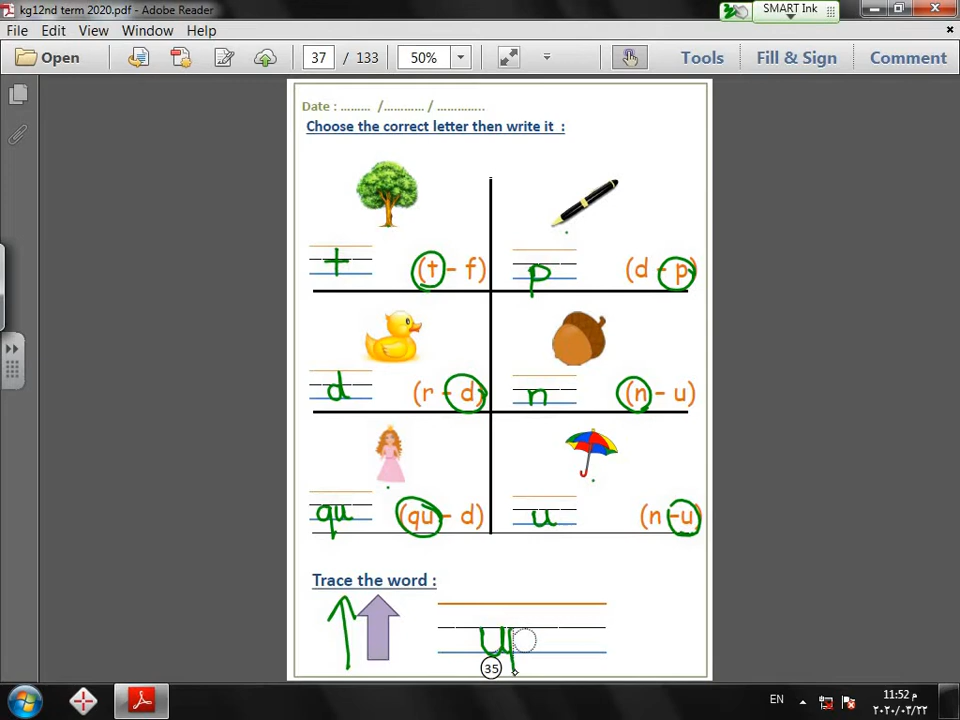 kg12nd term 2020.pdf - Adobe Reader
SMART Ink
File Edit View Window Help
Open 37 / 133 50% Tools Fill & Sign Comment
Date : ......... /............ / ..............
Choose the correct letter then write it :
t (t - f) p (d - p)
d (r - d) n (n - u)
qu (qu - d) u (n - u)
Trace the word :
up
35
EN
11:52 م
٢٠٢٠/٠٣/٢٢